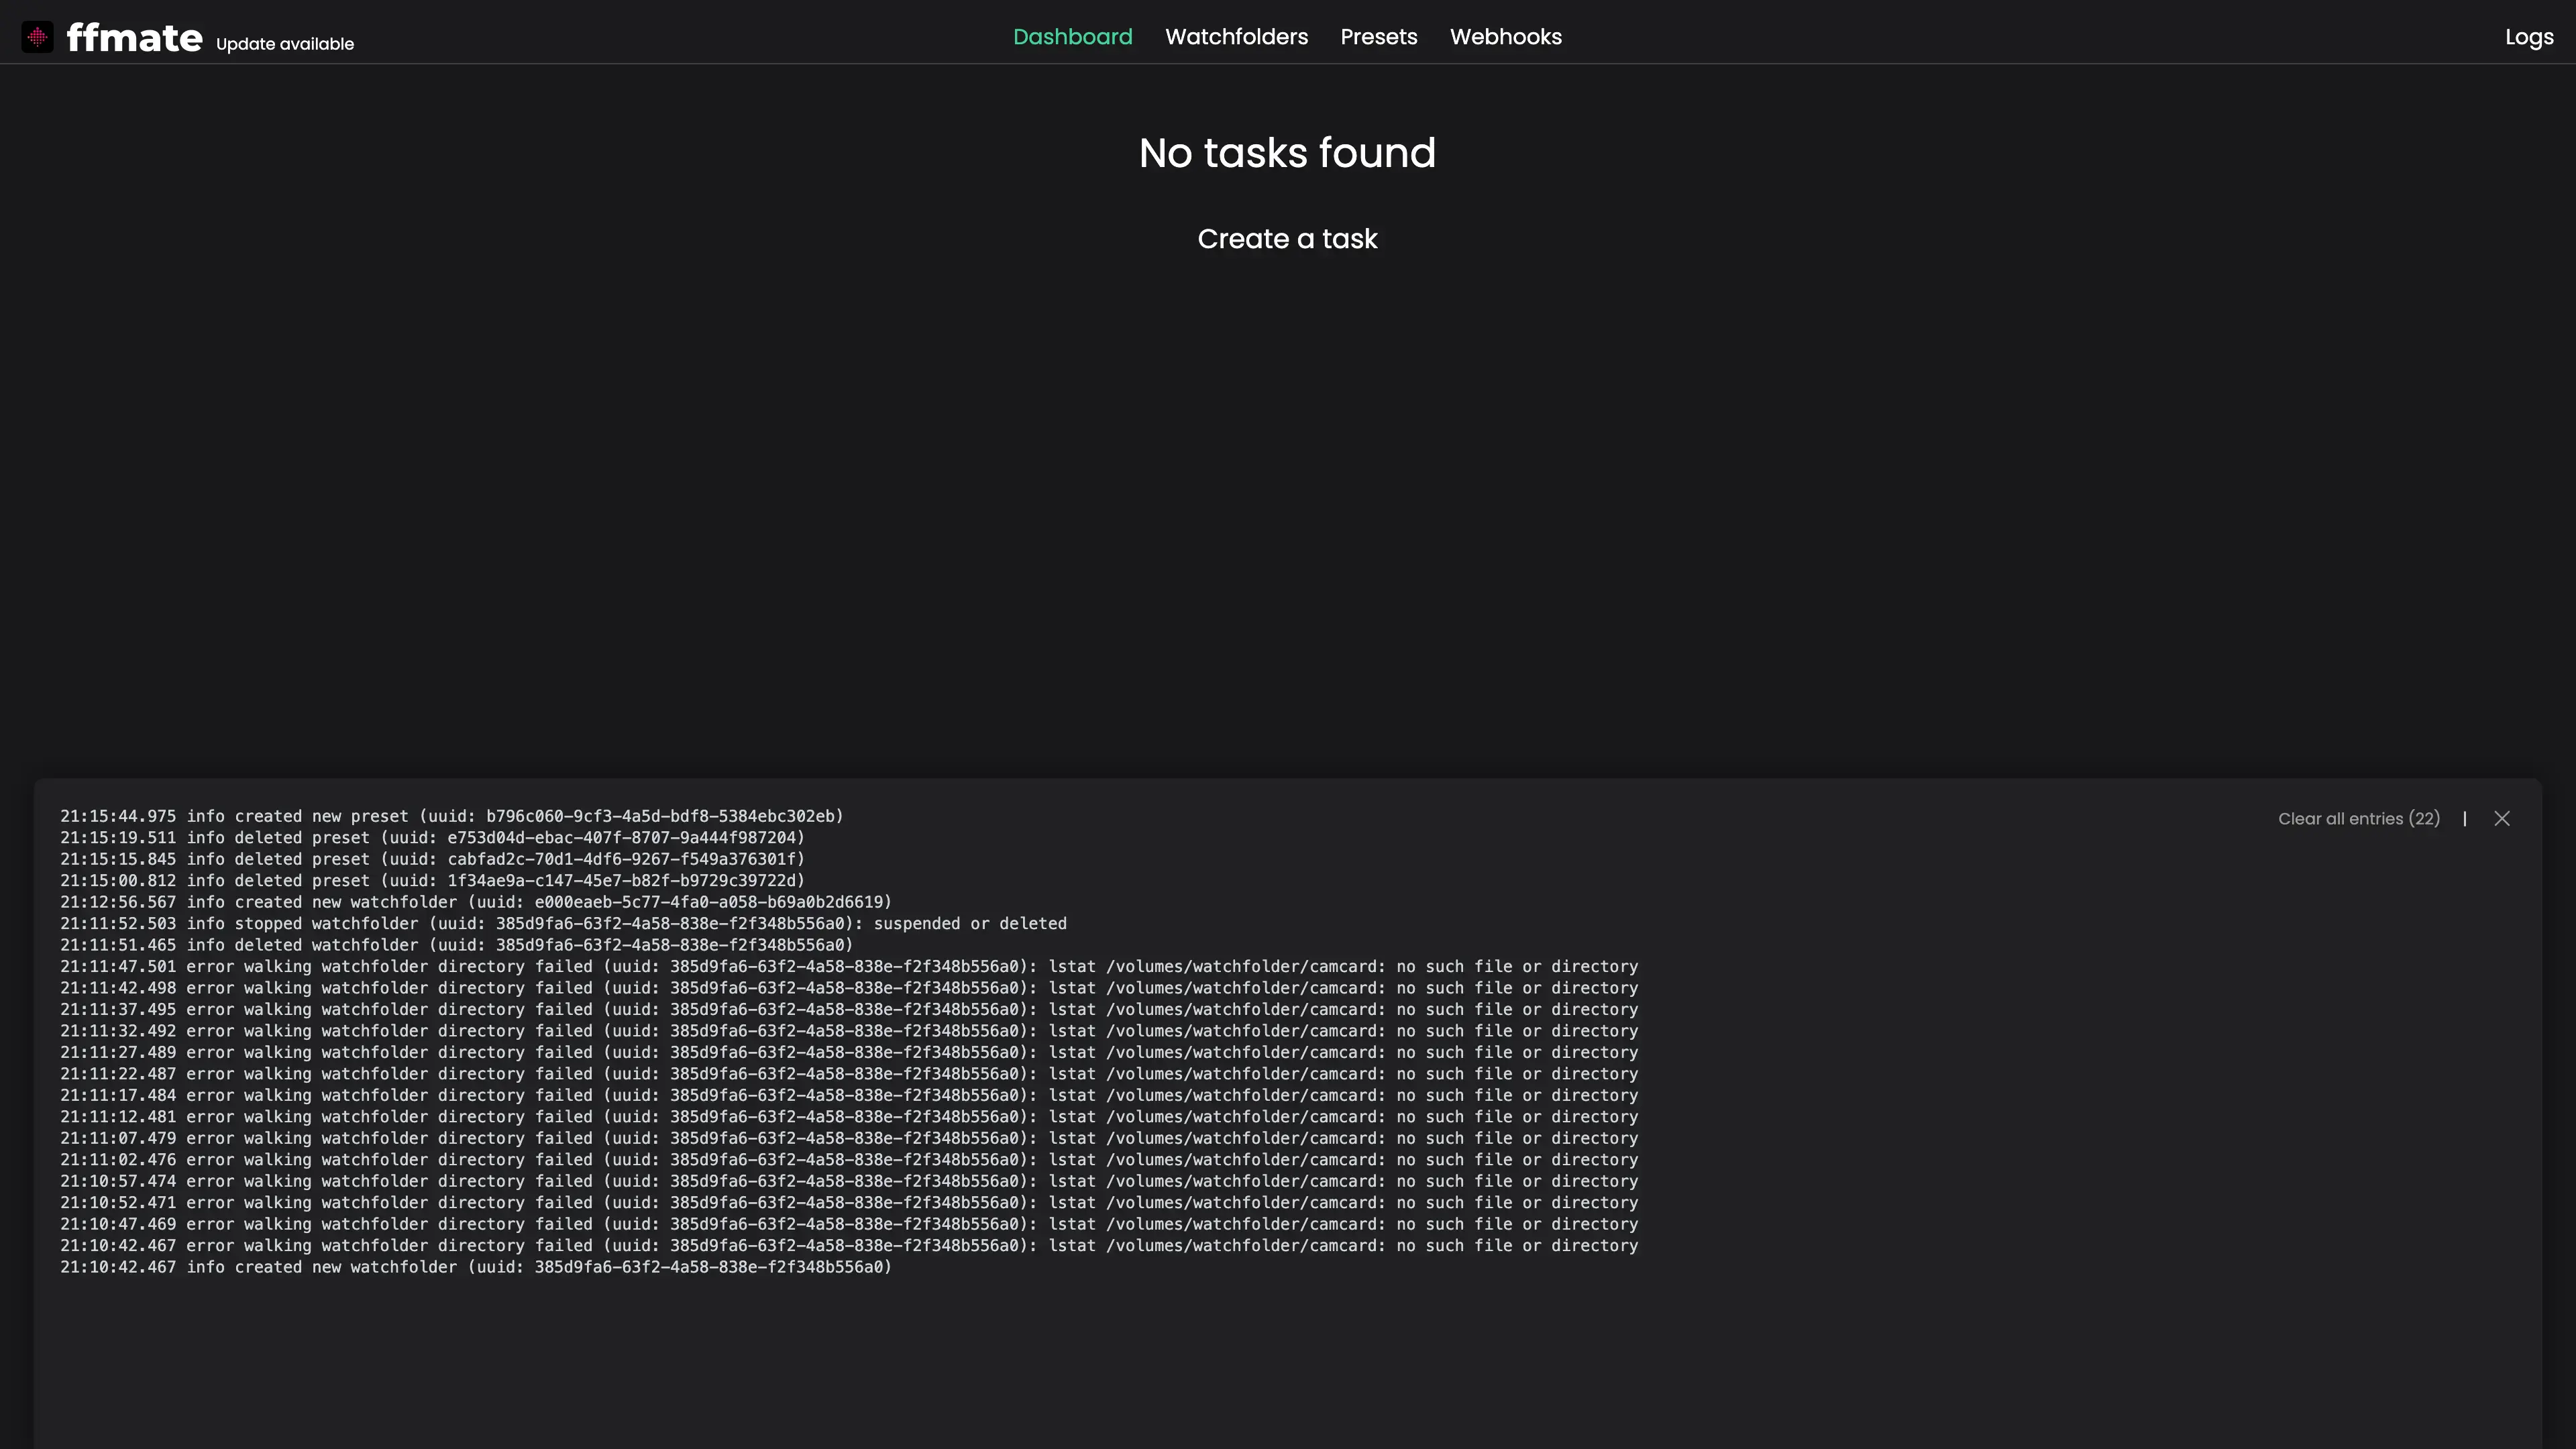 ffmate Update available
Dashboard Watchfolders Presets Webhooks
Logs
No tasks found
Create a task
Clear all entries (22) |
21:15:44.975 info created new preset (uuid: b796c060-9cf3-4a5d-bdf8-5384ebc302eb)
21:15:19.511 info deleted preset (uuid: e753d04d-ebac-407f-8707-9a444f987204)
21:15:15.845 info deleted preset (uuid: cabfad2c-70d1-4df6-9267-f549a376301f)
21:15:00.812 info deleted preset (uuid: 1f34ae9a-c147-45e7-b82f-b9729c39722d)
21:12:56.567 info created new watchfolder (uuid: e000eaeb-5c77-4fa0-a058-b69a0b2d6619)
21:11:52.503 info stopped watchfolder (uuid: 385d9fa6-63f2-4a58-838e-f2f348b556a0): suspended or deleted
21:11:51.465 info deleted watchfolder (uuid: 385d9fa6-63f2-4a58-838e-f2f348b556a0)
21:11:47.501 error walking watchfolder directory failed (uuid: 385d9fa6-63f2-4a58-838e-f2f348b556a0): lstat /volumes/watchfolder/camcard: no such file or directory
21:11:42.498 error walking watchfolder directory failed (uuid: 385d9fa6-63f2-4a58-838e-f2f348b556a0): lstat /volumes/watchfolder/camcard: no such file or directory
21:11:37.495 error walking watchfolder directory failed (uuid: 385d9fa6-63f2-4a58-838e-f2f348b556a0): lstat /volumes/watchfolder/camcard: no such file or directory
21:11:32.492 error walking watchfolder directory failed (uuid: 385d9fa6-63f2-4a58-838e-f2f348b556a0): lstat /volumes/watchfolder/camcard: no such file or directory
21:11:27.489 error walking watchfolder directory failed (uuid: 385d9fa6-63f2-4a58-838e-f2f348b556a0): lstat /volumes/watchfolder/camcard: no such file or directory
21:11:22.487 error walking watchfolder directory failed (uuid: 385d9fa6-63f2-4a58-838e-f2f348b556a0): lstat /volumes/watchfolder/camcard: no such file or directory
21:11:17.484 error walking watchfolder directory failed (uuid: 385d9fa6-63f2-4a58-838e-f2f348b556a0): lstat /volumes/watchfolder/camcard: no such file or directory
21:11:12.481 error walking watchfolder directory failed (uuid: 385d9fa6-63f2-4a58-838e-f2f348b556a0): lstat /volumes/watchfolder/camcard: no such file or directory
21:11:07.479 error walking watchfolder directory failed (uuid: 385d9fa6-63f2-4a58-838e-f2f348b556a0): lstat /volumes/watchfolder/camcard: no such file or directory
21:11:02.476 error walking watchfolder directory failed (uuid: 385d9fa6-63f2-4a58-838e-f2f348b556a0): lstat /volumes/watchfolder/camcard: no such file or directory
21:10:57.474 error walking watchfolder directory failed (uuid: 385d9fa6-63f2-4a58-838e-f2f348b556a0): lstat /volumes/watchfolder/camcard: no such file or directory
21:10:52.471 error walking watchfolder directory failed (uuid: 385d9fa6-63f2-4a58-838e-f2f348b556a0): lstat /volumes/watchfolder/camcard: no such file or directory
21:10:47.469 error walking watchfolder directory failed (uuid: 385d9fa6-63f2-4a58-838e-f2f348b556a0): lstat /volumes/watchfolder/camcard: no such file or directory
21:10:42.467 error walking watchfolder directory failed (uuid: 385d9fa6-63f2-4a58-838e-f2f348b556a0): lstat /volumes/watchfolder/camcard: no such file or directory
21:10:42.467 info created new watchfolder (uuid: 385d9fa6-63f2-4a58-838e-f2f348b556a0)